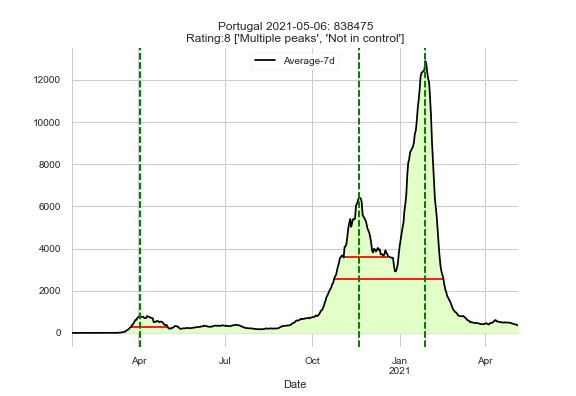 Portugal 2021-05-06: 838475
Rating:8 ['Multiple peaks', 'Not in control']
Average-7d
12000
10000
8000
6000
4000
2000
0
Apr Jul Oct Jan Apr
2021
Date